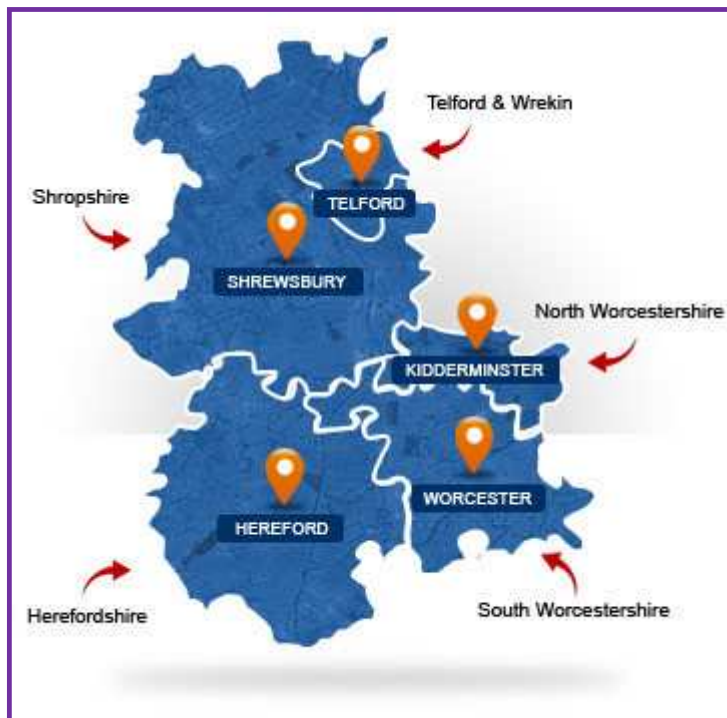 Telford & Wrekin
Shropshire
TELFORD
SHREWSBURY
North Worcestershire
KIDDERMINSTER
WORCESTER
HEREFORD
Herefordshire
South Worcestershire